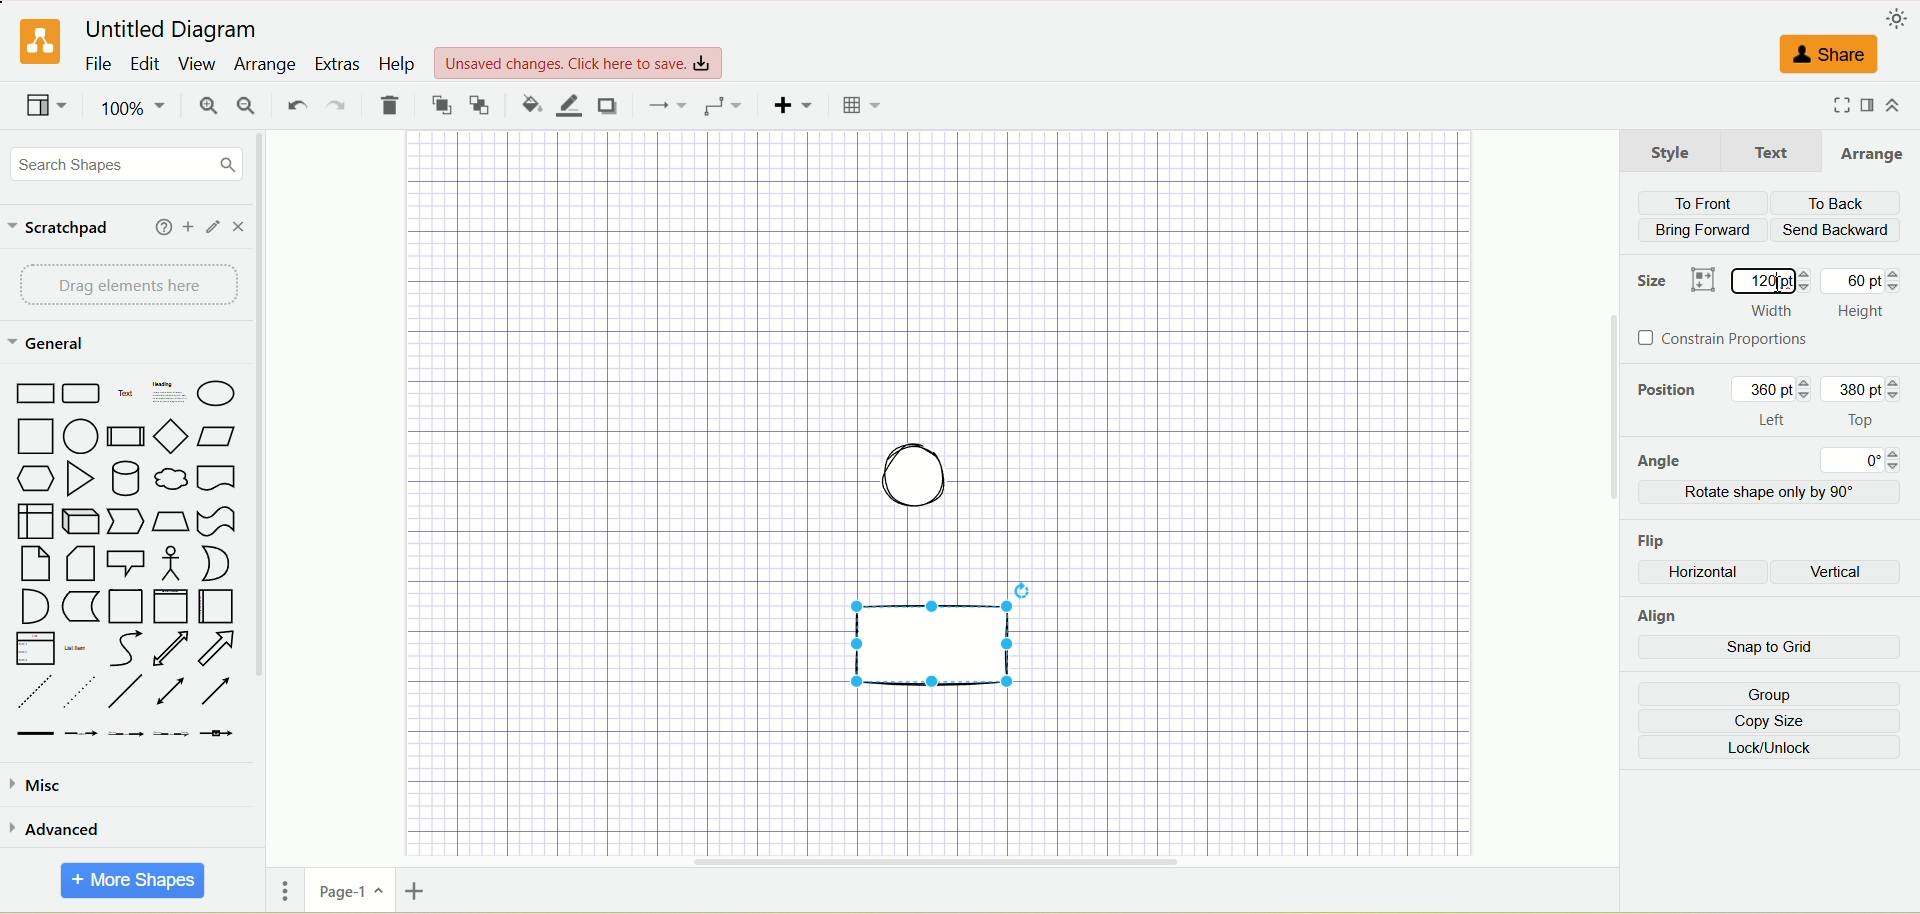 Untitled Diagram
File Edit View Arrange Extras Help Unsaved changes. Click here to save.
Share
100%
Search Shapes
Scratchpad
Drag elements here
General
Text
Heading
List Item
Misc
Advanced
+ More Shapes
Page-1
Style Text Arrange
To Front To Back
Bring Forward Send Backward
Size 120 pt 60 pt
Width Height
Constrain Proportions
Position 360 pt 380 pt
Left Top
Angle 0°
Rotate shape only by 90°
Flip
Horizontal Vertical
Align
Snap to Grid
Group
Copy Size
Lock/Unlock